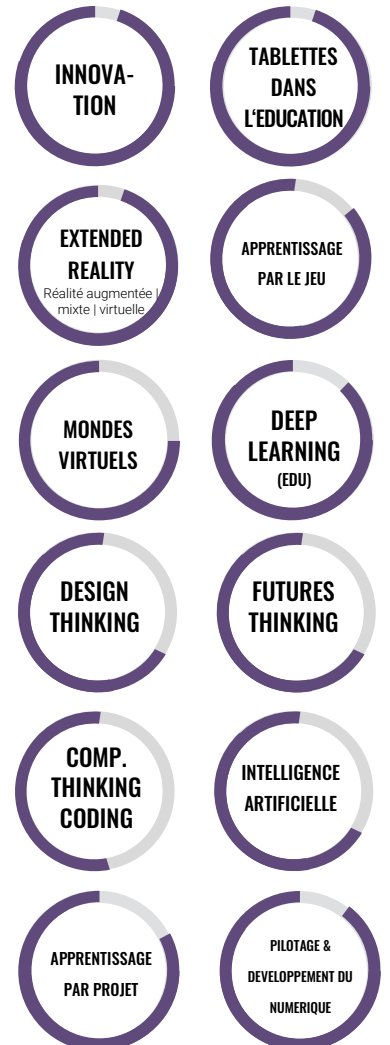 INNOVA-
TION
TABLETTES
DANS
L'EDUCATION
EXTENDED
REALITY
Réalité augmentée |
mixte | virtuelle
APPRENTISSAGE
PAR LE JEU
MONDES
VIRTUELS
DEEP
LEARNING
(EDU)
DESIGN
THINKING
FUTURES
THINKING
COMP.
THINKING
CODING
INTELLIGENCE
ARTIFICIELLE
APPRENTISSAGE
PAR PROJET
PILOTAGE &
DEVELOPPEMENT DU
NUMERIQUE